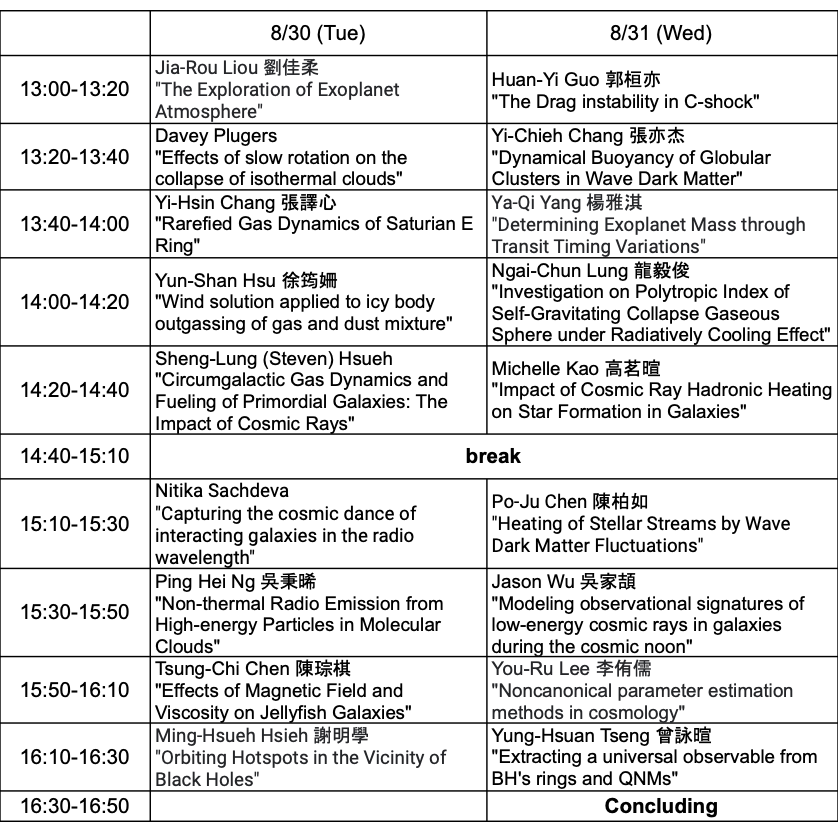 8/30 (Tue) 8/31 (Wed)
13:00-13:20
Jia-Rou Liou 劉佳柔
"The Exploration of Exoplanet
Atmosphere"
Huan-Yi Guo 郭桓亦
"The Drag instability in C-shock"
13:20-13:40
Davey Plugers
"Effects of slow rotation on the
collapse of isothermal clouds"
Yi-Chieh Chang 張亦杰
"Dynamical Buoyancy of Globular
Clusters in Wave Dark Matter"
13:40-14:00
Yi-Hsin Chang 張譯心
"Rarefied Gas Dynamics of Saturian E
Ring"
Ya-Qi Yang 楊雅淇
"Determining Exoplanet Mass through
Transit Timing Variations"
14:00-14:20
Yun-Shan Hsu 徐筠姍
"Wind solution applied to icy body
outgassing of gas and dust mixture"
Ngai-Chun Lung 龍毅俊
"Investigation on Polytropic Index of
Self-Gravitating Collapse Gaseous
Sphere under Radiatively Cooling Effect"
14:20-14:40
Sheng-Lung (Steven) Hsueh
"Circumgalactic Gas Dynamics and
Fueling of Primordial Galaxies: The
Impact of Cosmic Rays"
Michelle Kao 高茗暄
"Impact of Cosmic Ray Hadronic Heating
on Star Formation in Galaxies"
14:40-15:10
break
15:10-15:30
Nitika Sachdeva
"Capturing the cosmic dance of
interacting galaxies in the radio
wavelength"
Po-Ju Chen 陳柏如
"Heating of Stellar Streams by Wave
Dark Matter Fluctuations"
15:30-15:50
Ping Hei Ng 吳秉晞
"Non-thermal Radio Emission from
High-energy Particles in Molecular
Clouds"
Jason Wu 吳家頡
"Modeling observational signatures of
low-energy cosmic rays in galaxies
during the cosmic noon"
15:50-16:10
Tsung-Chi Chen 陳琮棋
"Effects of Magnetic Field and
Viscosity on Jellyfish Galaxies"
You-Ru Lee 李侑儒
"Noncanonical parameter estimation
methods in cosmology"
16:10-16:30
Ming-Hsueh Hsieh 謝明學
"Orbiting Hotspots in the Vicinity of
Black Holes"
Yung-Hsuan Tseng 曾詠暄
"Extracting a universal observable from
BH's rings and QNMs"
16:30-16:50
Concluding